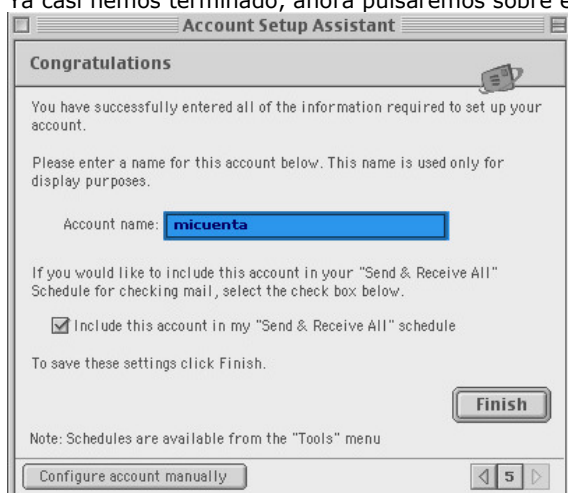 Ya casi hemos terminado, ahora pulsaremos sobre e
Account Setup Assistant
Congratulations
You have successfully entered all of the information required to set up your
account.
Please enter a name for this account below. This name is used only for
display purposes.
Account name: micuenta
If you would like to include this account in your "Send & Receive All"
Schedule for checking mail, select the check box below.
Include this account in my "Send & Receive All" schedule
To save these settings click Finish.
Finish
Note: Schedules are available from the "Tools" menu
Configure account manually 5